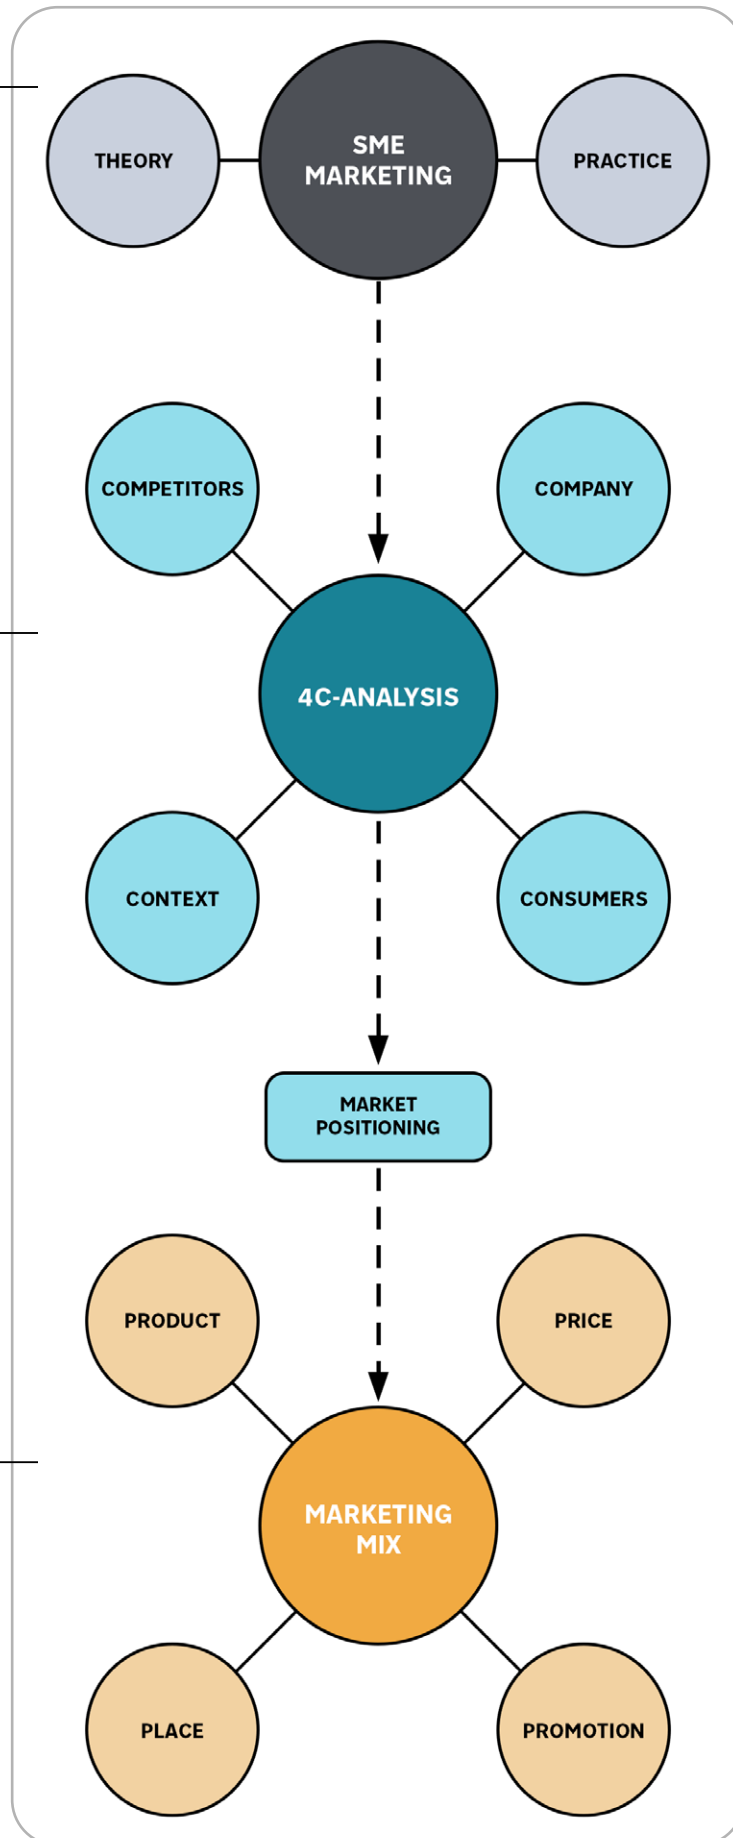 THEORY
SME
MARKETING
PRACTICE
COMPETITORS
COMPANY
4C-ANALYSIS
CONTEXT
CONSUMERS
MARKET
POSITIONING
PRODUCT
PRICE
MARKETING
MIX
PLACE
PROMOTION